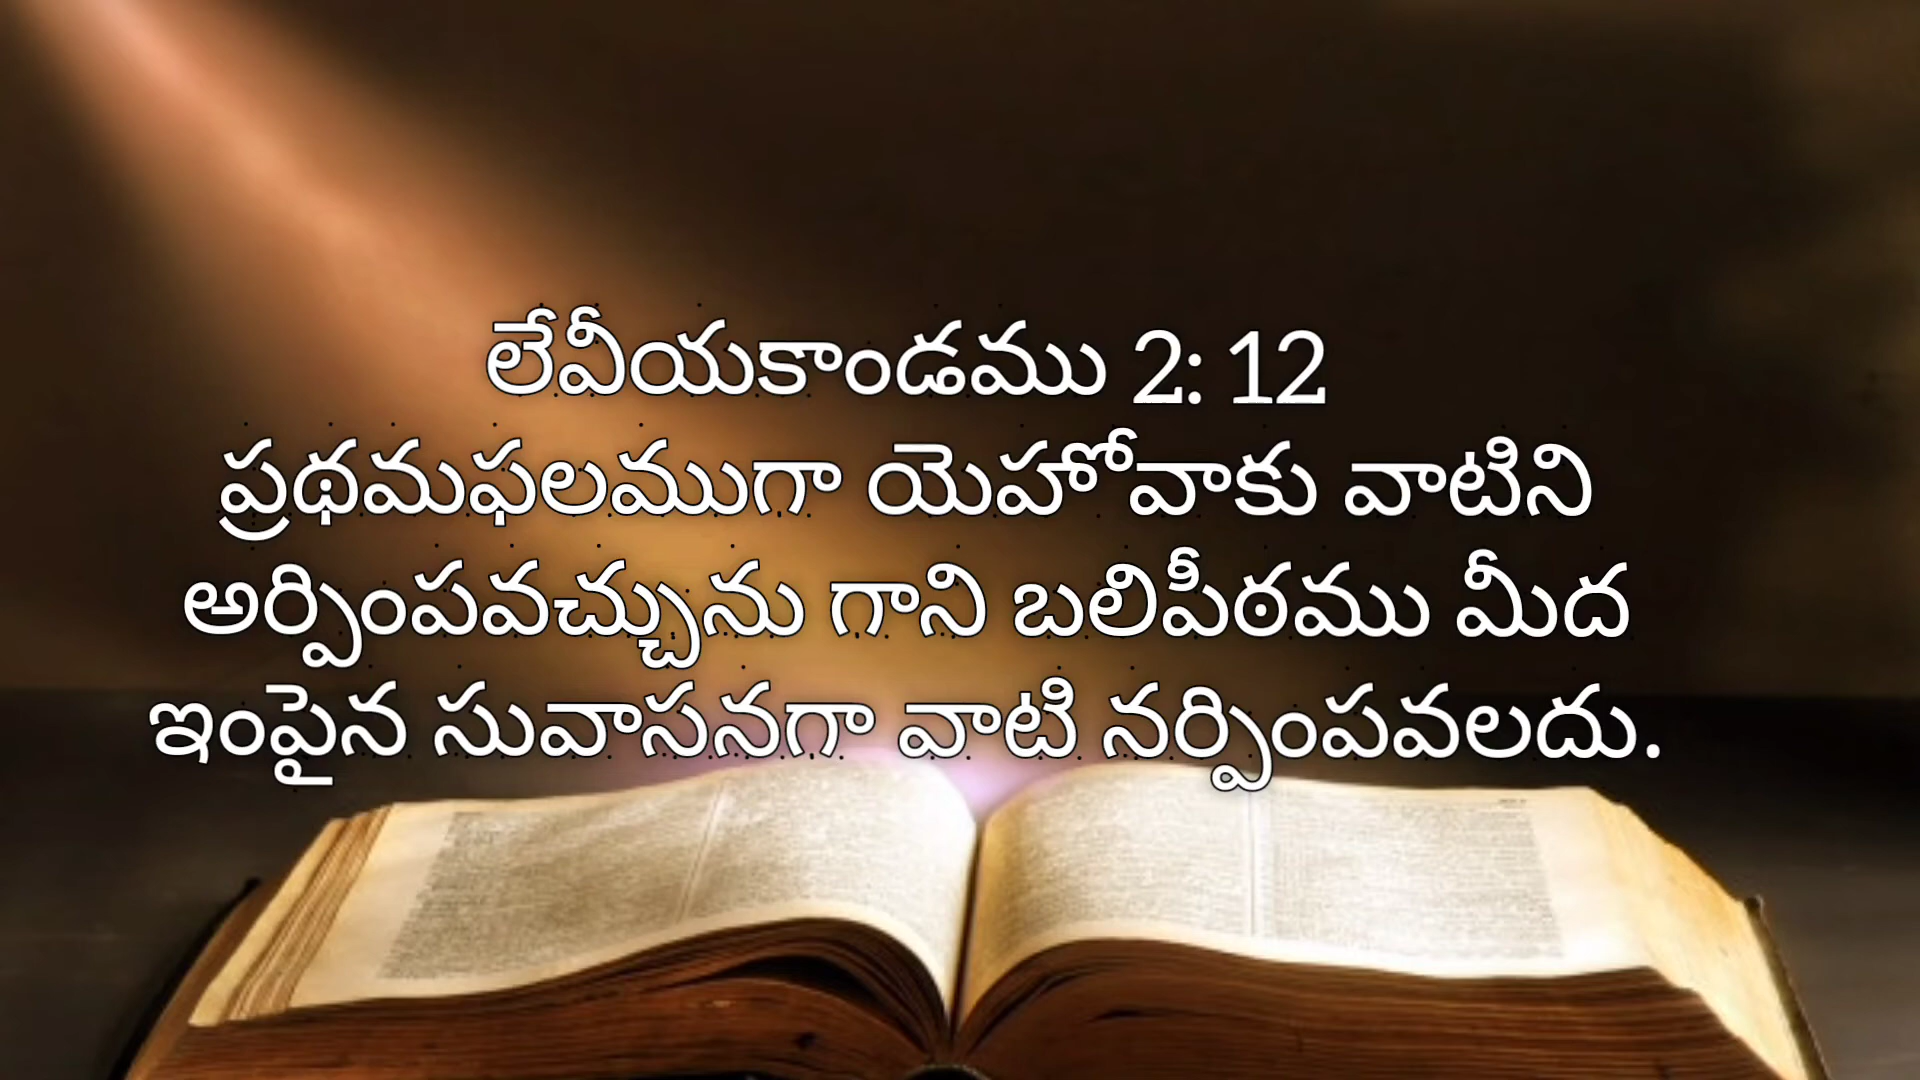 లేవీయకాండము 2: 12
ప్రథమఫలముగా యెహోవాకు వాటిని
అర్పింపవచ్చును గాని బలిపీఠము మీద
ఇంపైన సువాసనగా వాటి నర్పింపవలదు.